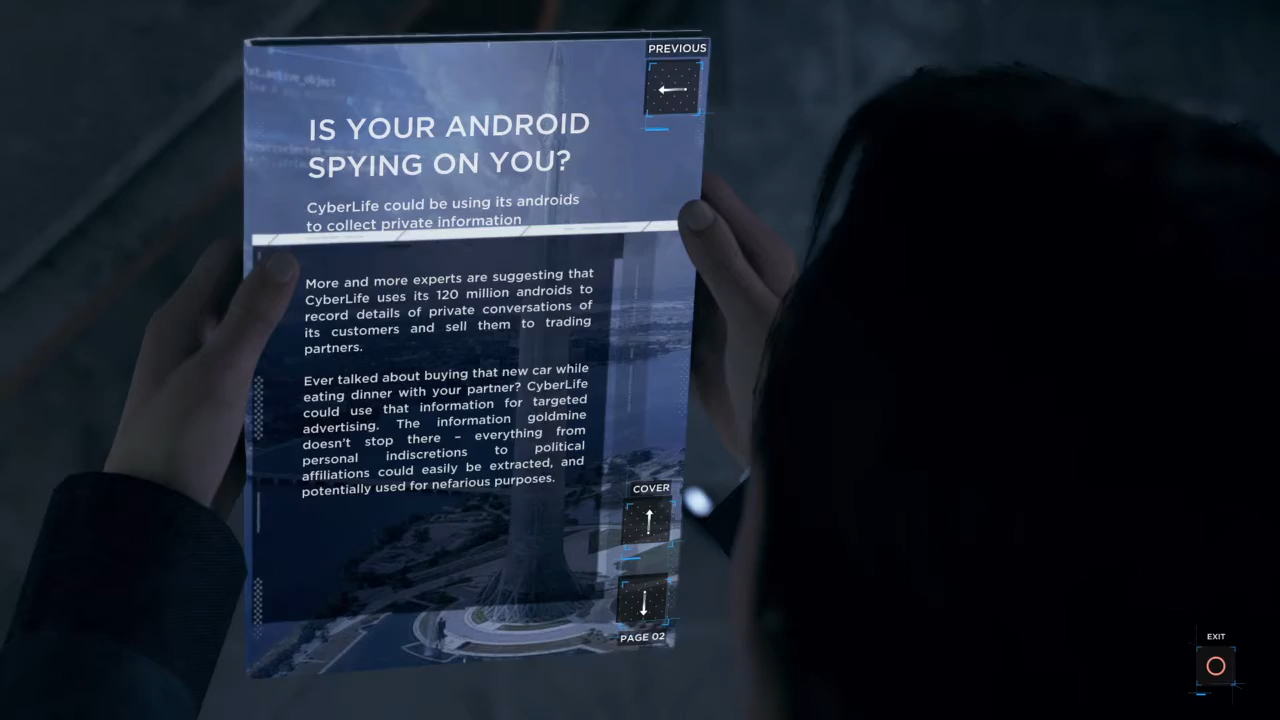 PREVIOUS
IS YOUR ANDROID
SPYING ON YOU?
CyberLife could be using its androids
to collect private information
More and more experts are suggesting that
CyberLife uses its 120 million androids to
record details of private conversations of
its customers and sell them to trading
partners.
Ever talked about buying that new car while
eating dinner with your partner? CyberLife
could use that information for targeted
advertising. The information goldmine
doesn't stop there – everything from
personal indiscretions to political
affiliations could easily be extracted, and
potentially used for nefarious purposes.
COVER
PAGE 02
EXIT